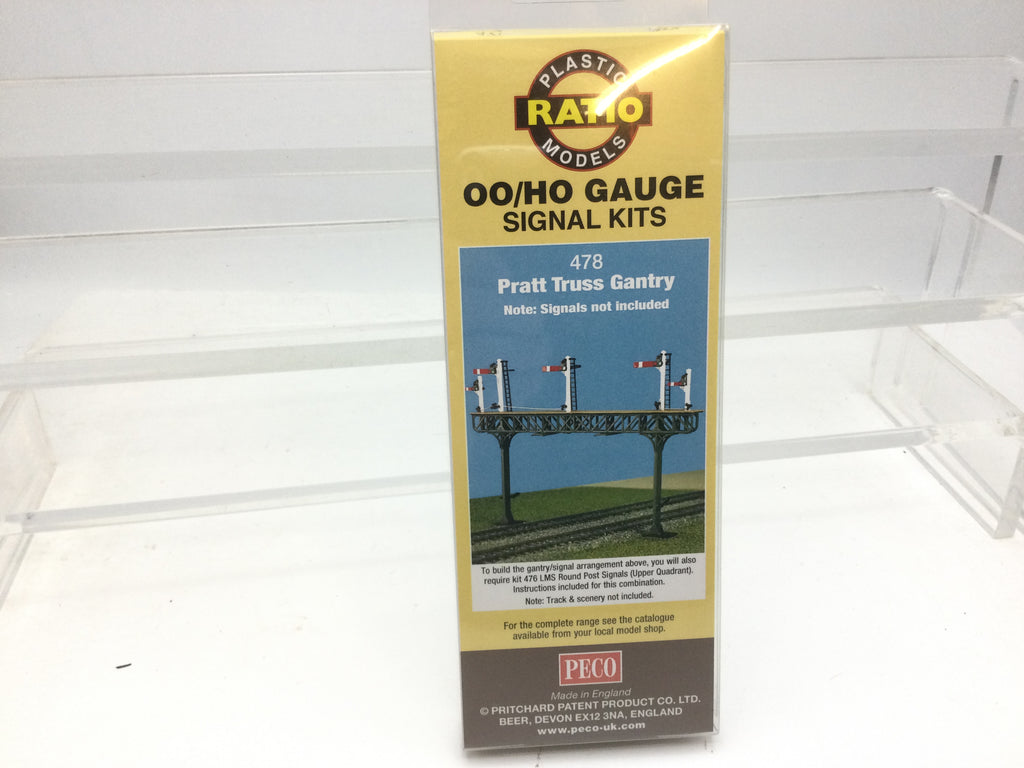 PLASTIC
RATIO
MODELS
OO/HO GAUGE
SIGNAL KITS
478
Pratt Truss Gantry
Note: Signals not included
To build the gantry/signal arrangement above, you will also
require kit 476 LMS Round Post Signals (Upper Quadrant).
Instructions included for this combination.
Note: Track & scenery not included.
For the complete range see the catalogue
available from your local model shop.
PECO
Made in England
© PRITCHARD PATENT PRODUCT CO. LTD.
BEER, DEVON EX12 3NA, ENGLAND
www.peco-uk.com